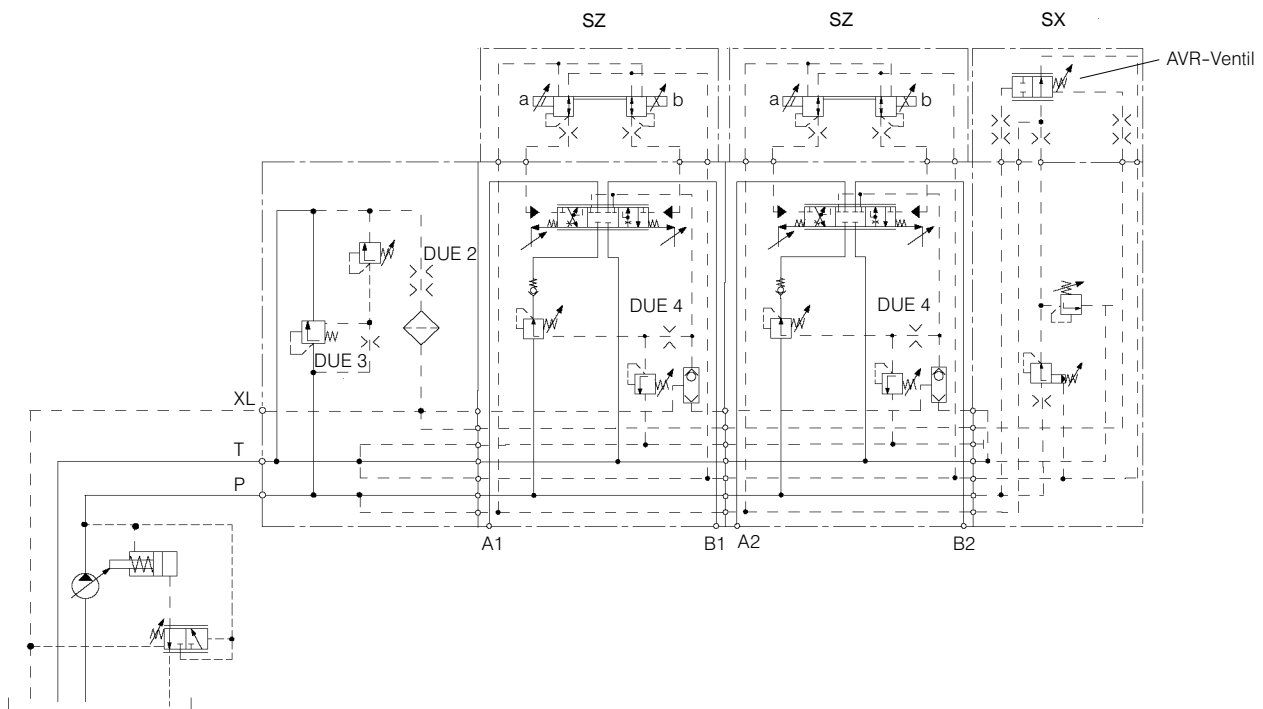 SZ
SZ
SX
AVR-Ventil
a
b
a
b
DUE 2
DUE 4
DUE 4
DUE 3
XL
T
P
A1
B1
A2
B2